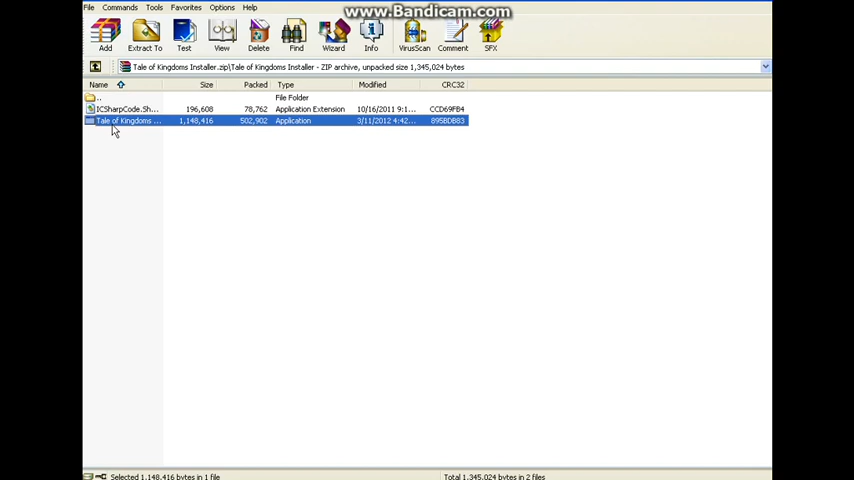 www.Bandicam.com
File Commands Tools Favorites Options Help
Add Extract To Test View Delete Find Wizard Info VirusScan Comment SFX
Tale of Kingdoms Installer.zip\Tale of Kingdoms Installer - ZIP archive, unpacked size 1,345,024 bytes
Name Size Packed Type Modified CRC32
.. File Folder
ICSharpCode.Sh... 196,608 78,762 Application Extension 10/16/2011 9:1... CCD69FB4
Tale of Kingdoms ... 1,148,416 502,902 Application 3/11/2012 4:42... 895BDB83
Selected 1,148,416 bytes in 1 file Total 1,345,024 bytes in 2 files